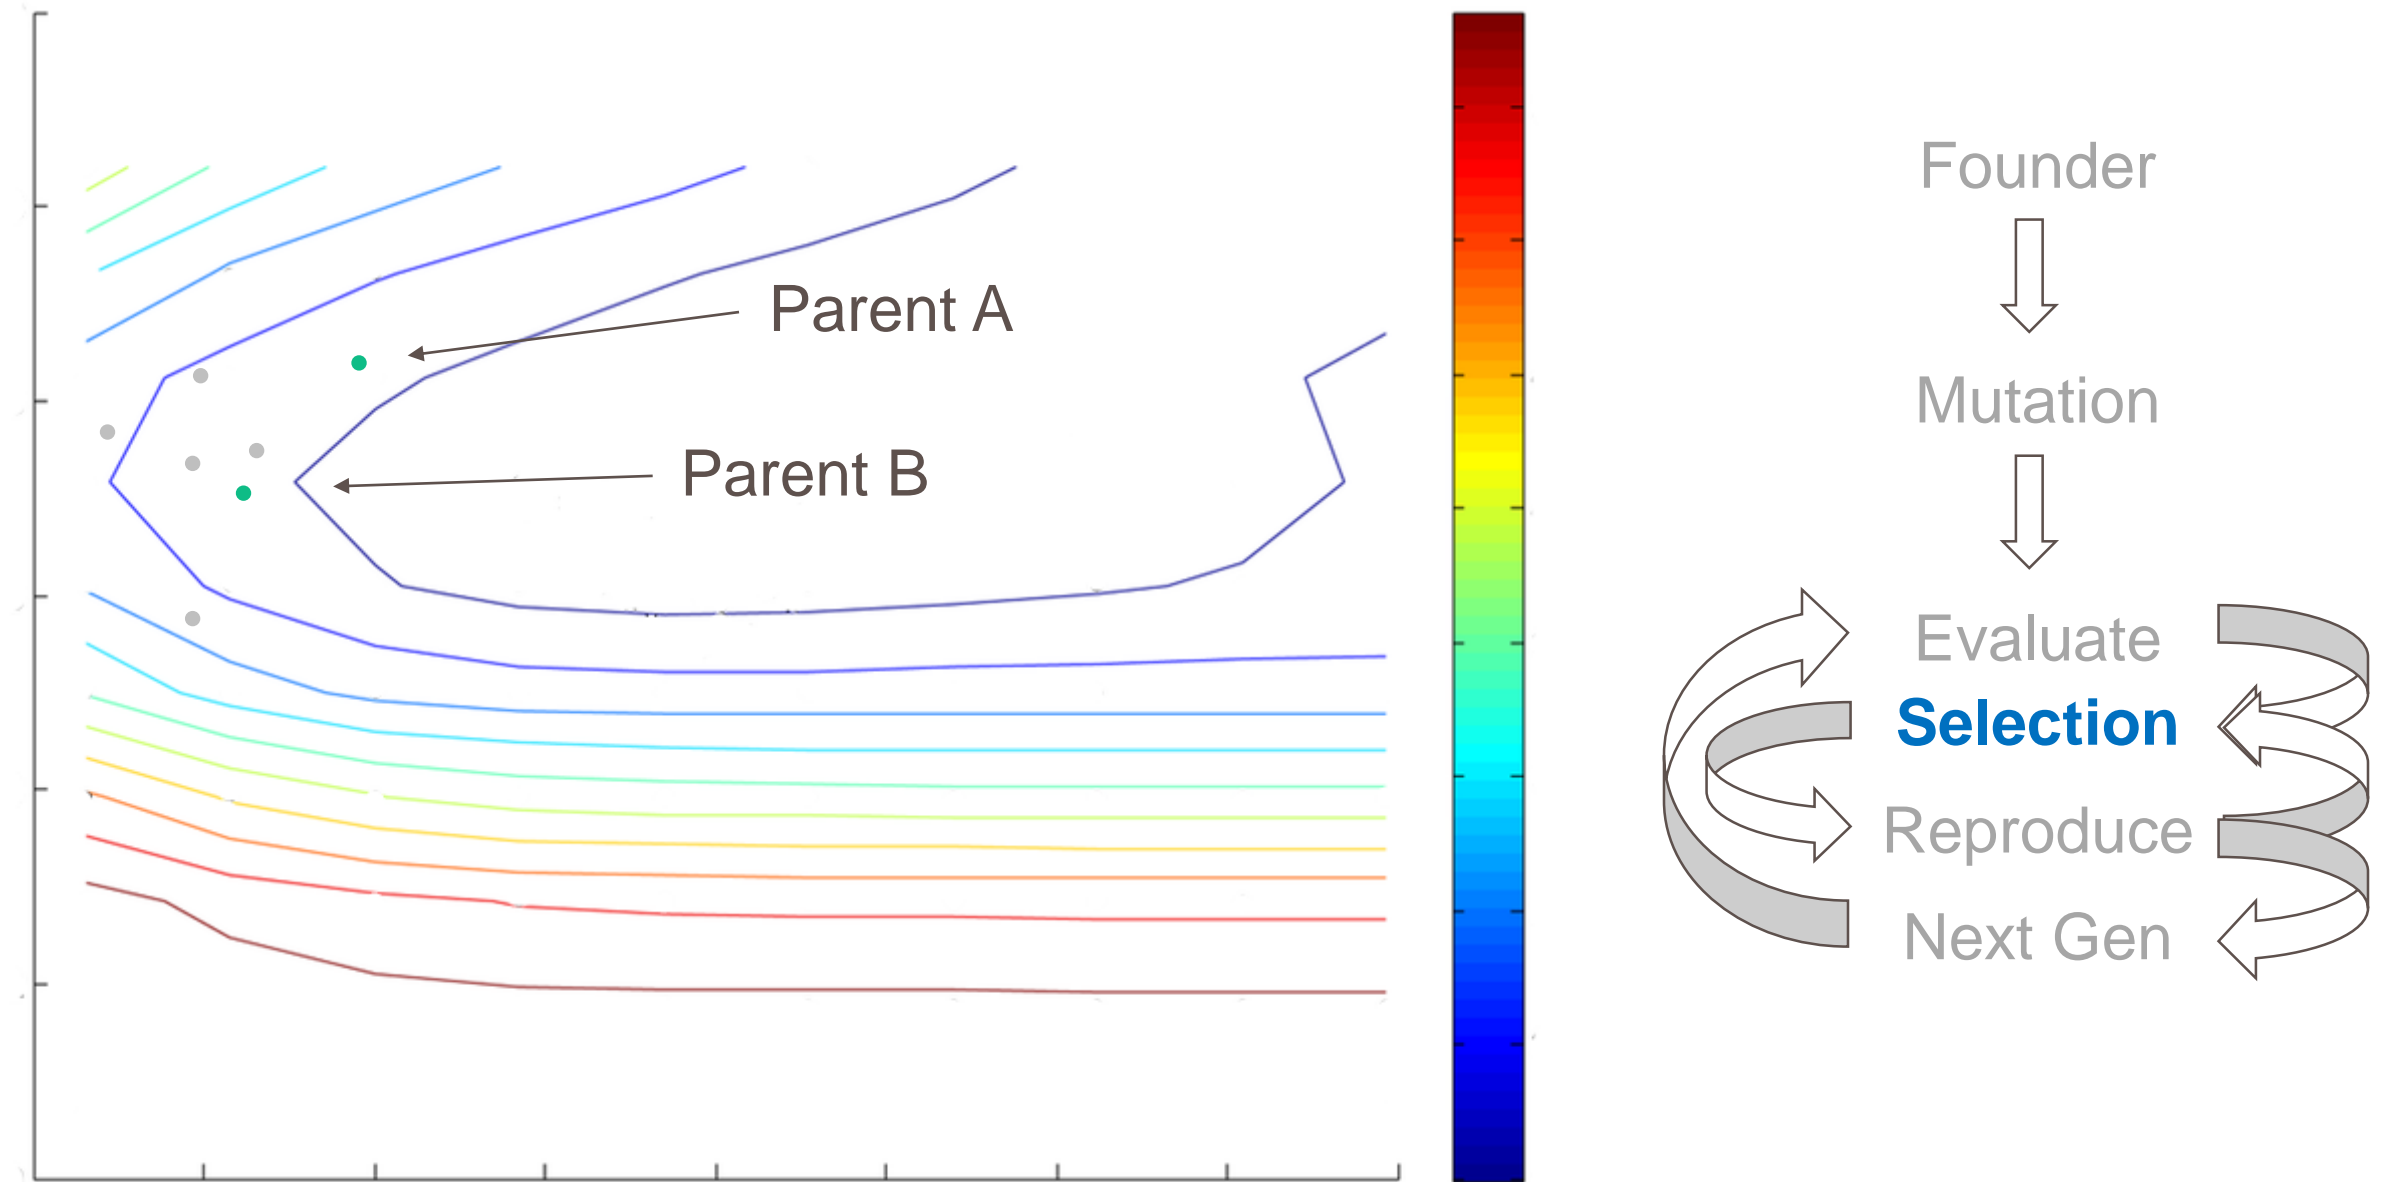 Parent A
Parent B
Founder
Mutation
Evaluate
Selection
Reproduce
Next Gen